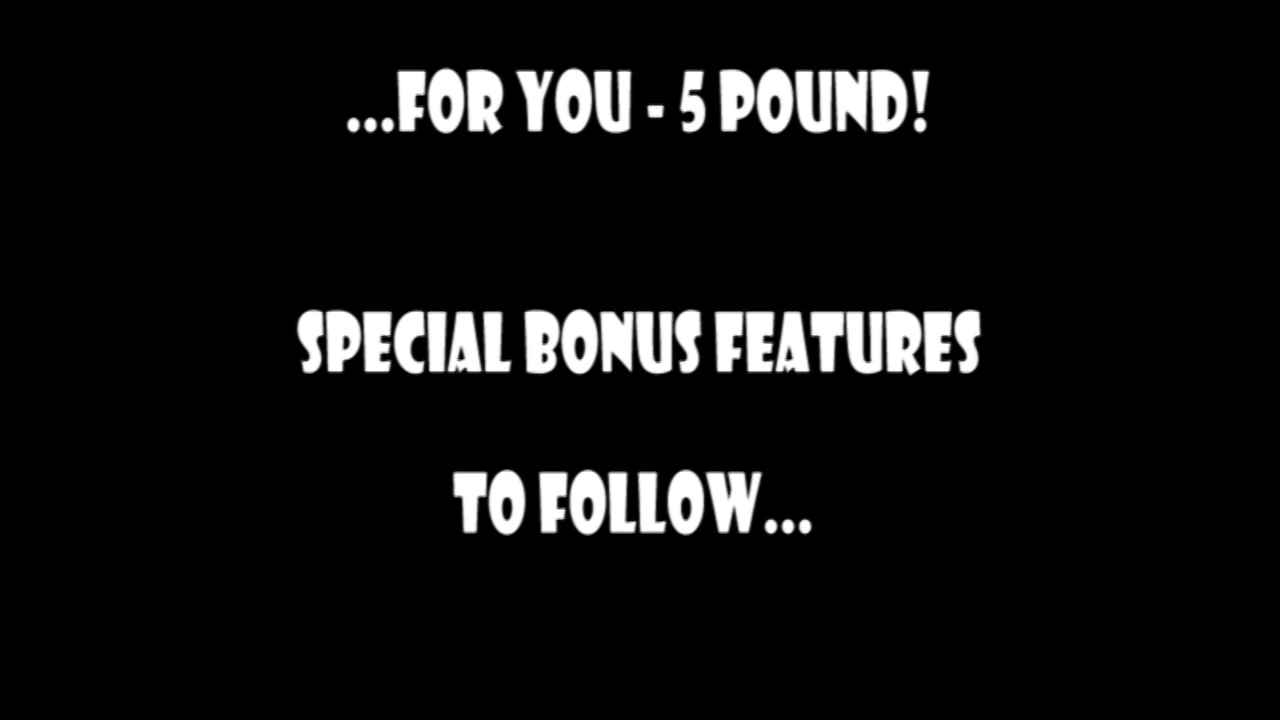 ...FOR YOU - 5 POUND!
SPECIAL BONUS FEATURES
TO FOLLOW...